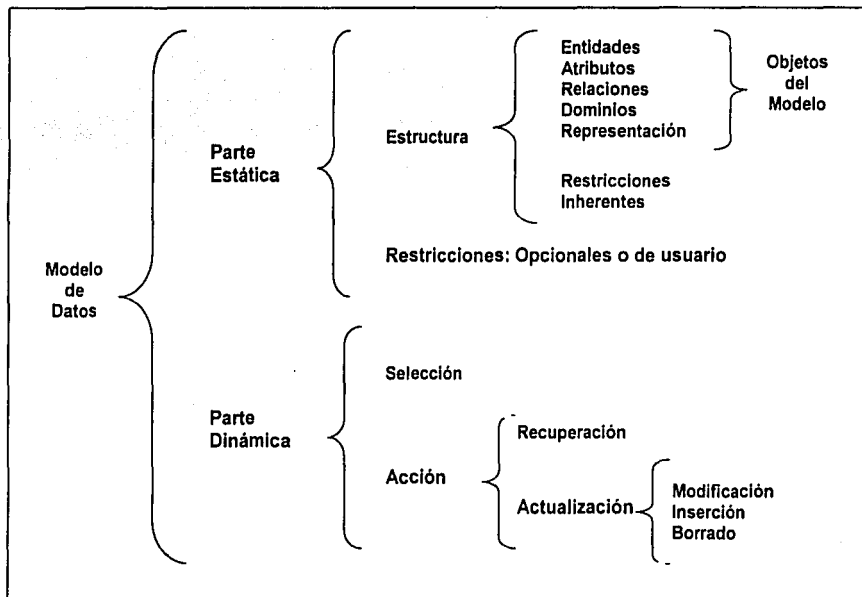 Modelo
de
Datos
Parte
Estática
Estructura
Entidades
Atributos
Relaciones
Dominios
Representación
Objetos
del
Modelo
Restricciones
Inherentes
Restricciones: Opcionales o de usuario
Parte
Dinámica
Selección
Acción
Recuperación
Actualización
Modificación
Inserción
Borrado